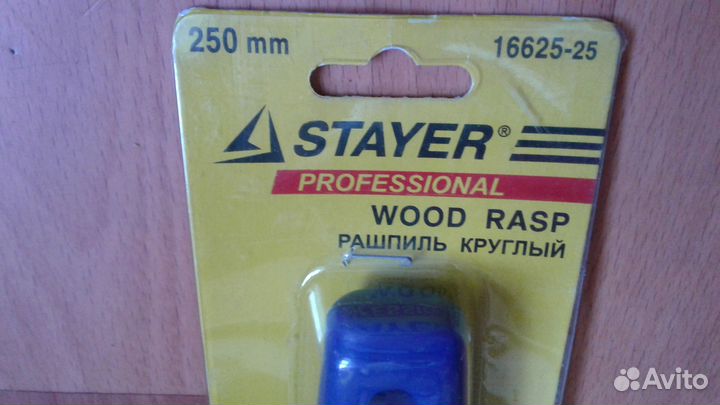 250 mm 16625-25
STAYER®
PROFESSIONAL
WOOD RASP
РАШПИЛЬ КРУГЛЫЙ
Avito